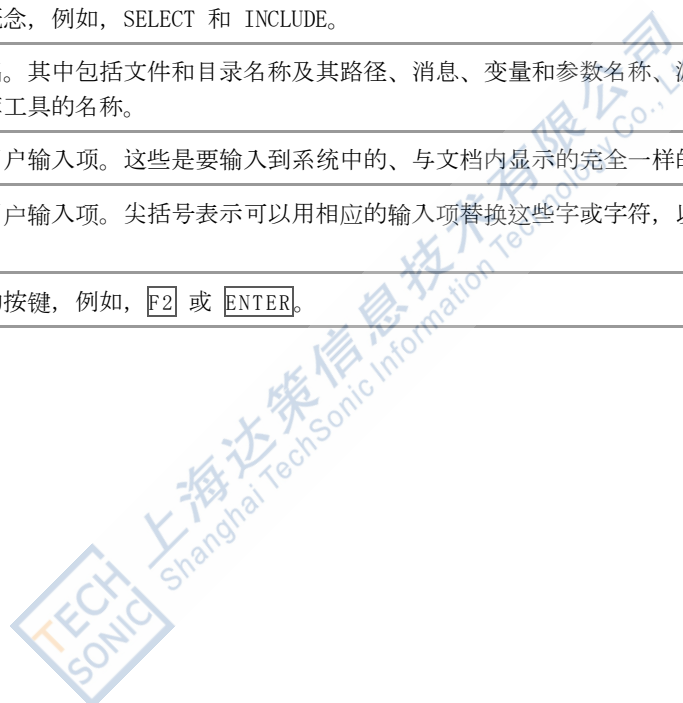 念, 例如, SELECT 和 INCLUDE。
。其中包括文件和目录名称及其路径、消息、变量和参数名称、
工具的名称。
户输入项。这些是要输入到系统中的、与文档内显示的完全一样的
户输入项。尖括号表示可以用相应的输入项替换这些字或字符, 以
按键, 例如, F2 或 ENTER。
上海达策信息技术有限公司
Shanghai TechSonic Information Technology Co., L
TECH
SONIC